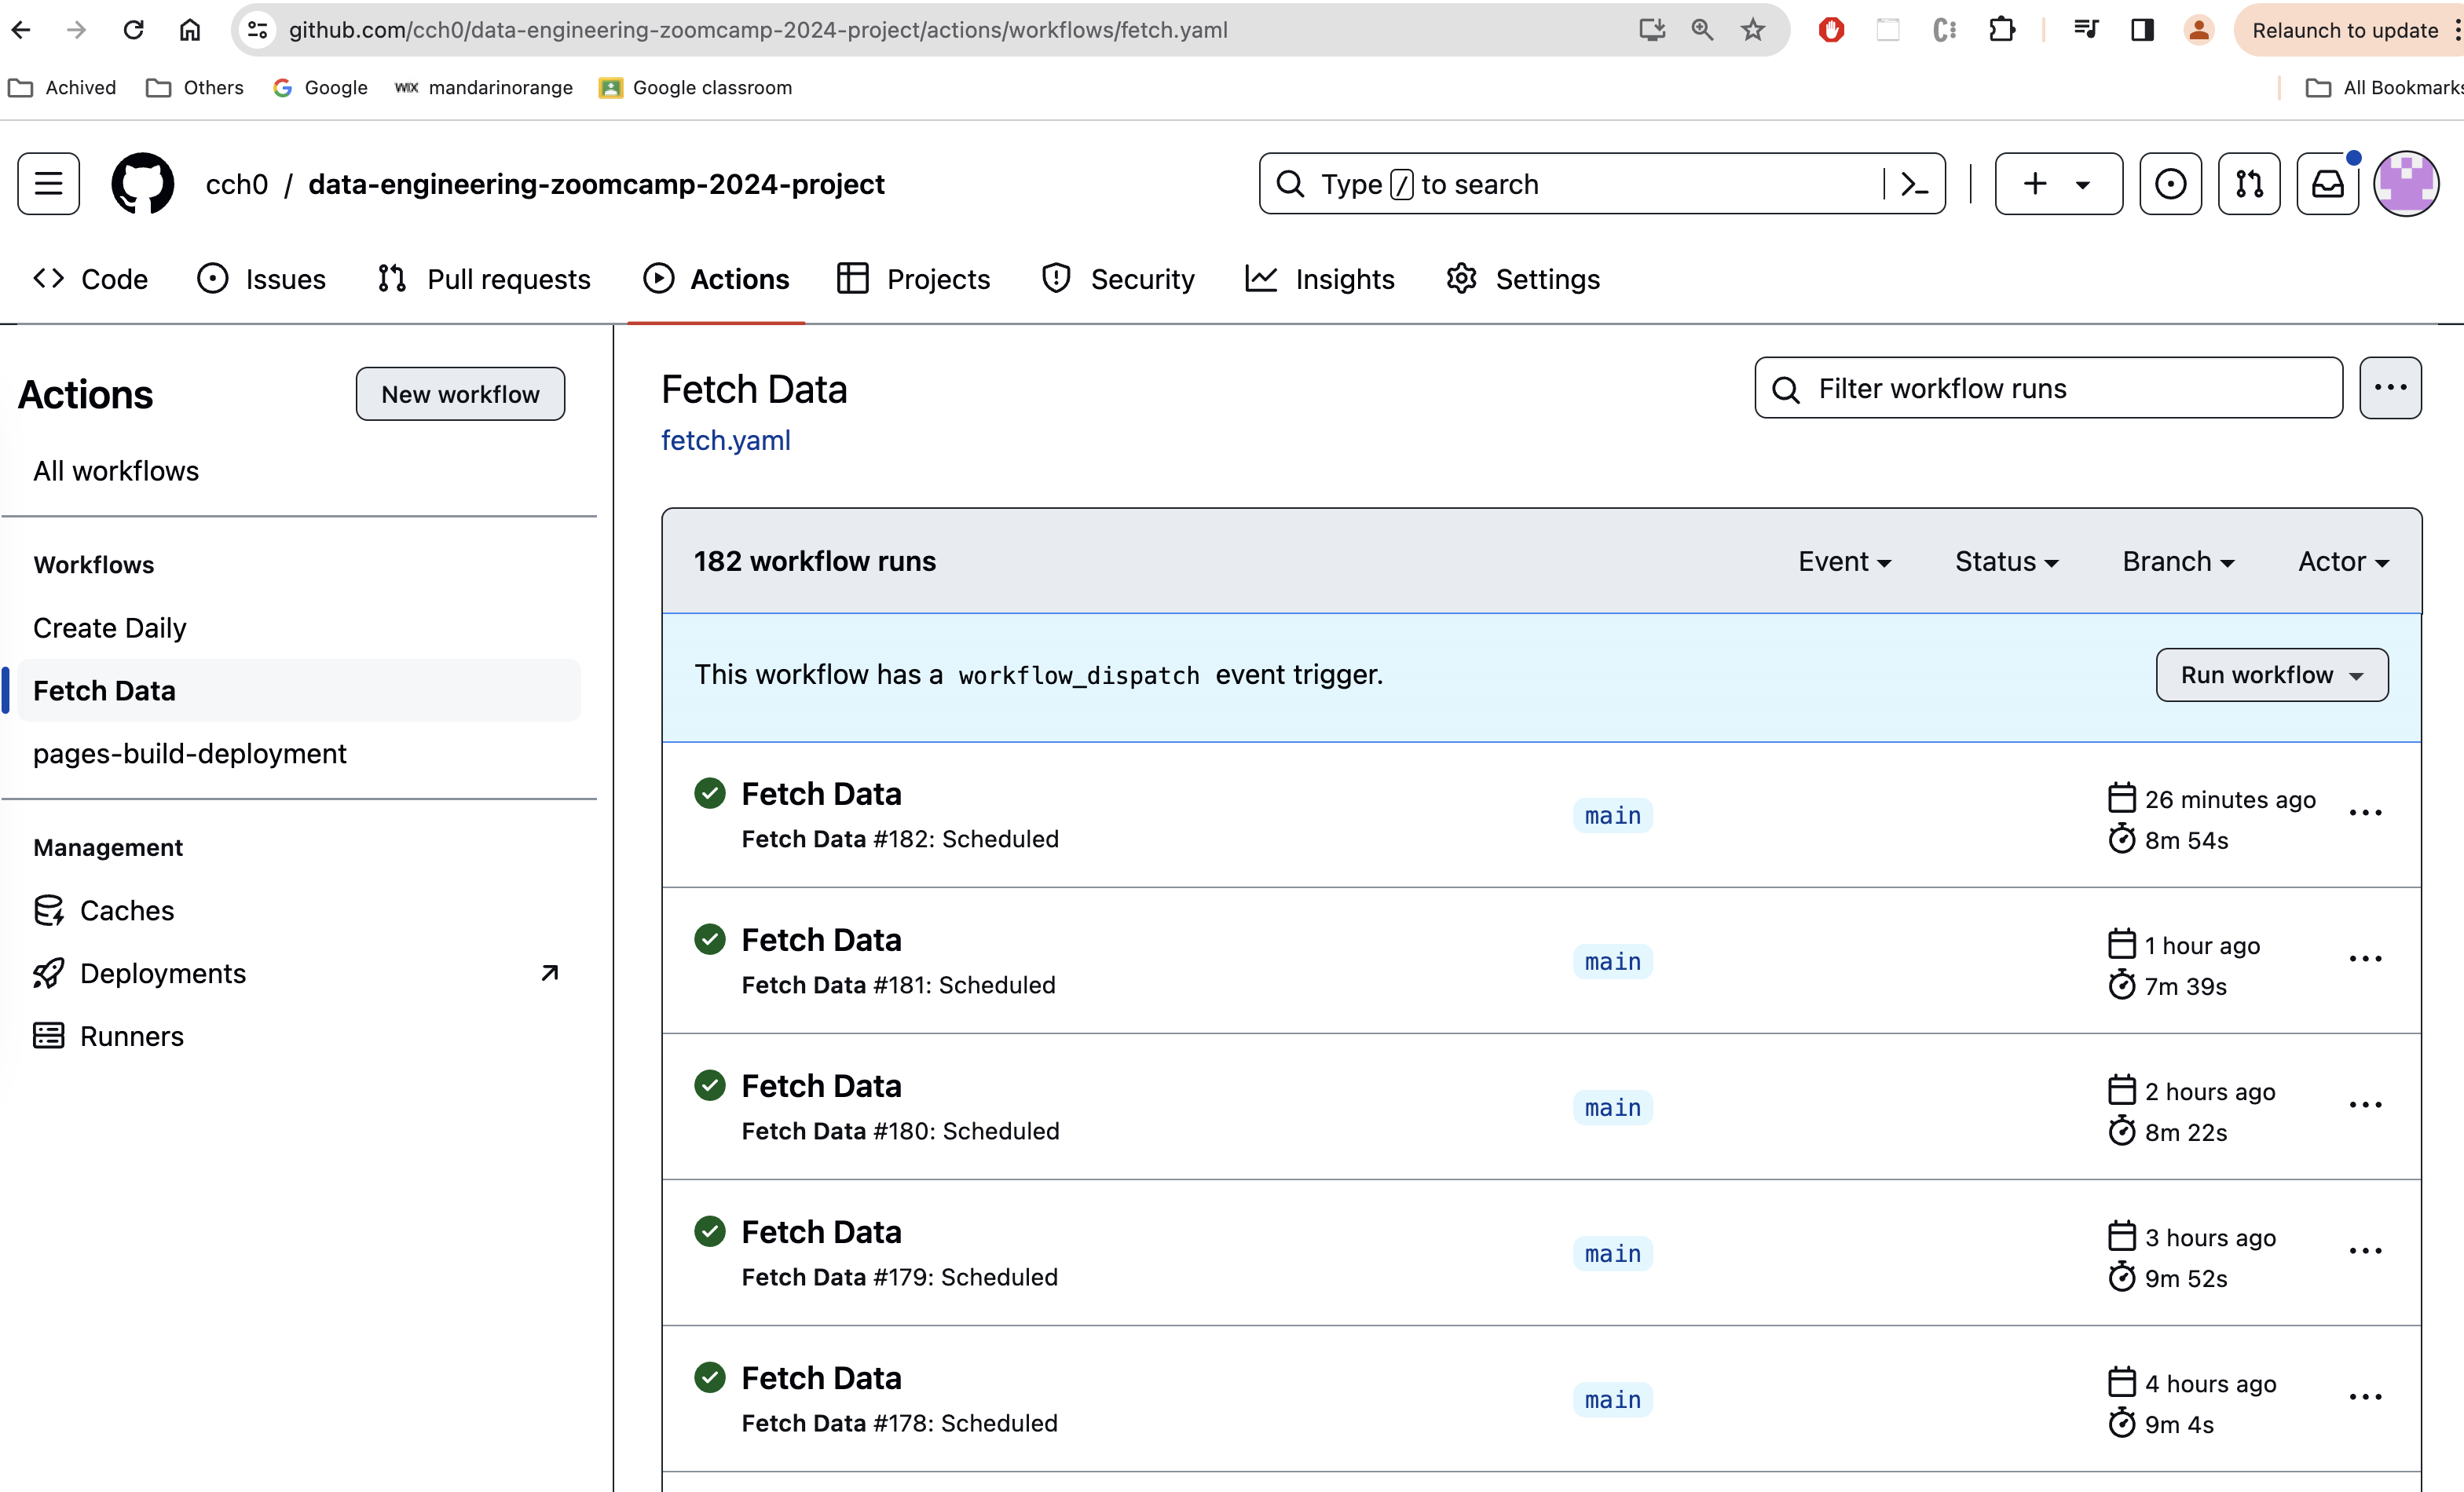 github.com/cch0/data-engineering-zoomcamp-2024-project/actions/workflows/fetch.yaml
Relaunch to update
Achived
Others
Google
WIX mandarinorange
Google classroom
All Bookmarks
cch0 / data-engineering-zoomcamp-2024-project
Type / to search
Code
Issues
Pull requests
Actions
Projects
Security
Insights
Settings
Actions
New workflow
All workflows
Workflows
Create Daily
Fetch Data
pages-build-deployment
Management
Caches
Deployments
Runners
Fetch Data
Filter workflow runs
fetch.yaml
182 workflow runs
Event
Status
Branch
Actor
This workflow has a workflow_dispatch event trigger.
Run workflow
Fetch Data
Fetch Data #182: Scheduled
main
26 minutes ago
8m 54s
Fetch Data
Fetch Data #181: Scheduled
main
1 hour ago
7m 39s
Fetch Data
Fetch Data #180: Scheduled
main
2 hours ago
8m 22s
Fetch Data
Fetch Data #179: Scheduled
main
3 hours ago
9m 52s
Fetch Data
Fetch Data #178: Scheduled
main
4 hours ago
9m 4s